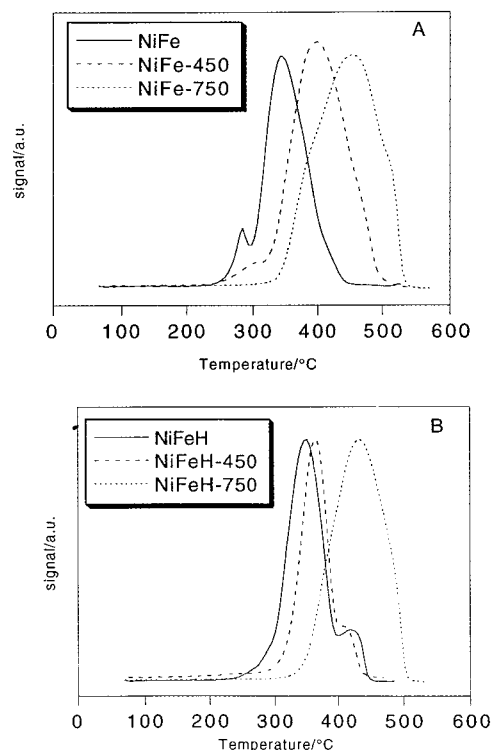 A
NiFe
NiFe-450
NiFe-750
signal/a.u.
0 100 200 300 400 500 600
Temperature/°C
B
NiFeH
NiFeH-450
NiFeH-750
signal/a.u.
0 100 200 300 400 500 600
Temperature/°C